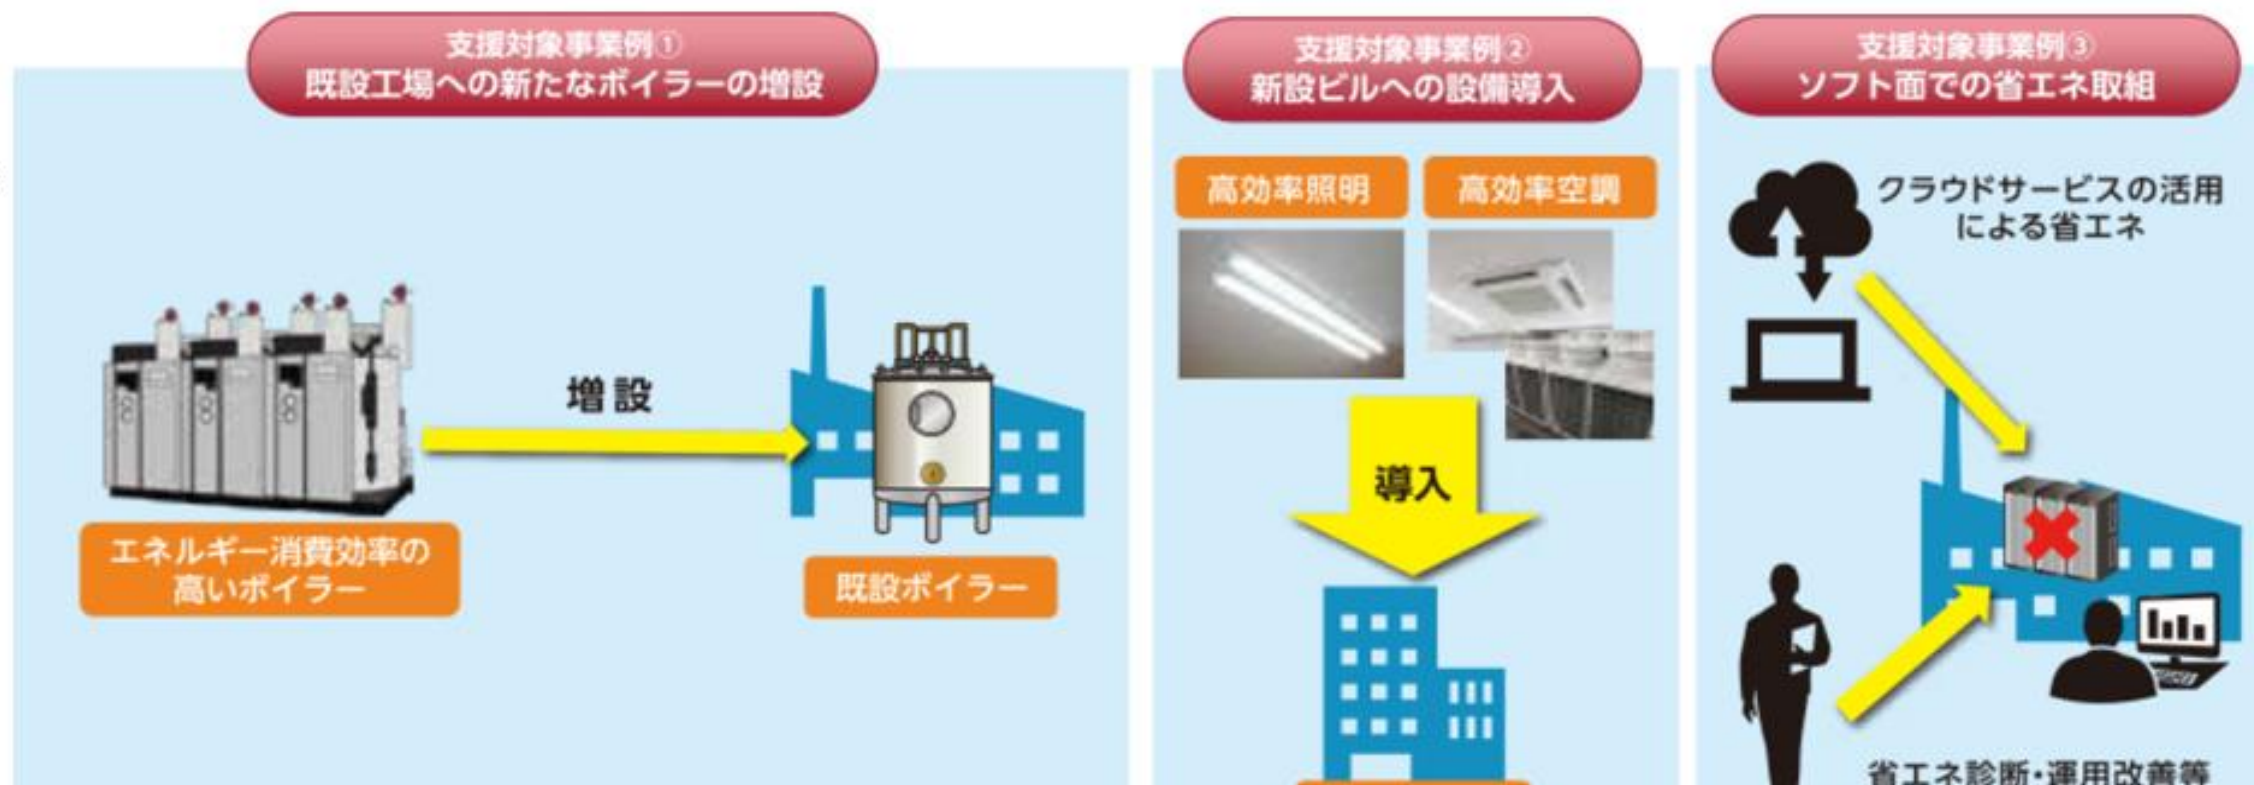 支援対象事業例①
既設工場への新たなボイラーの増設
増設
エネルギー消費効率の
高いボイラー
既設ボイラー
支援対象事業例②
新設ビルへの設備導入
高効率照明
高効率空調
導入
支援対象事業例③
ソフト面での省エネ取組
クラウドサービスの活用
による省エネ
省エネ診断・運用改善等